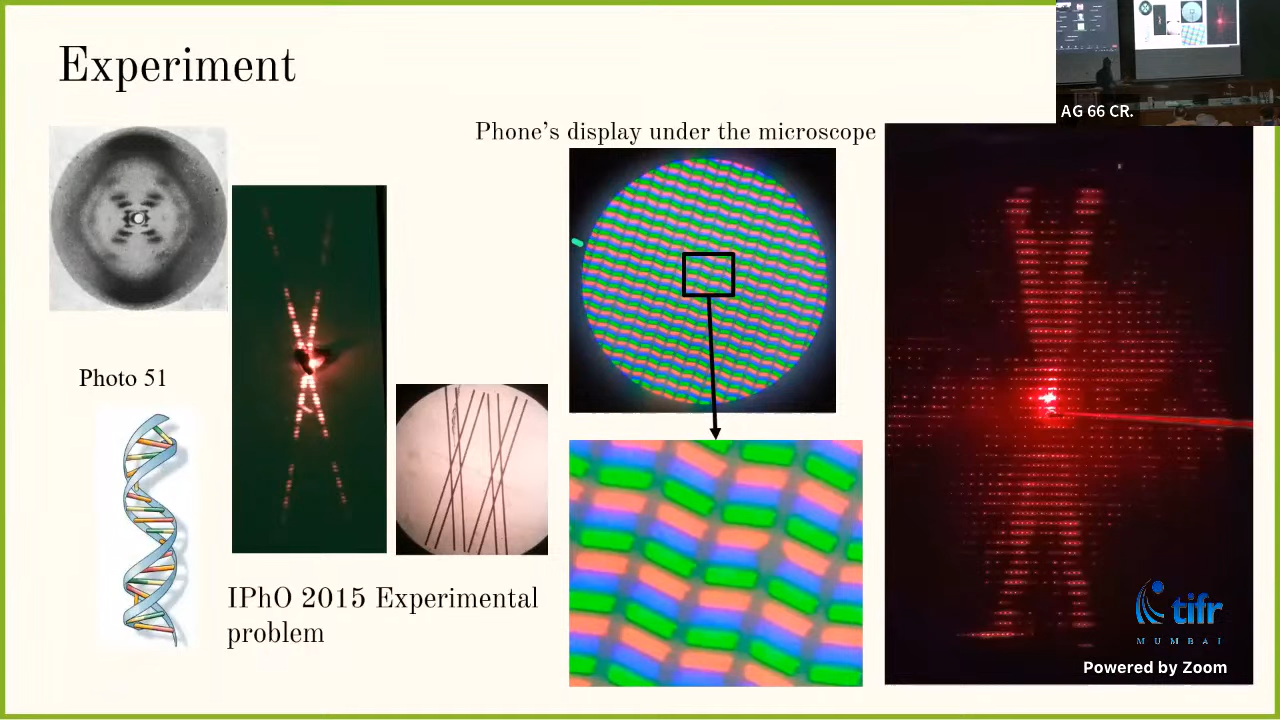 Experiment
AG 66 CR.
Phone's display under the microscope
Photo 51
IPhO 2015 Experimental
problem
tifr
MUMBAI
Powered by Zoom